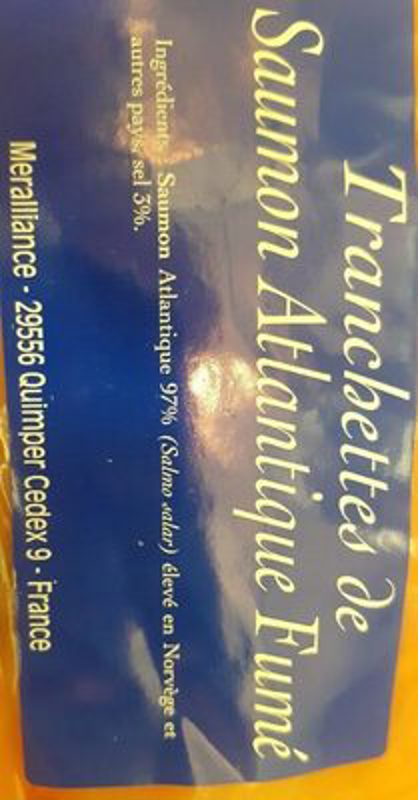 Tranchettes de
Saumon Atlantique Fumé
Ingrédients : Saumon Atlantique 97% (Salmo salar) élevé en Norvège et
autres pays, sel 3%.
Meralliance - 29556 Quimper Cedex 9 - France